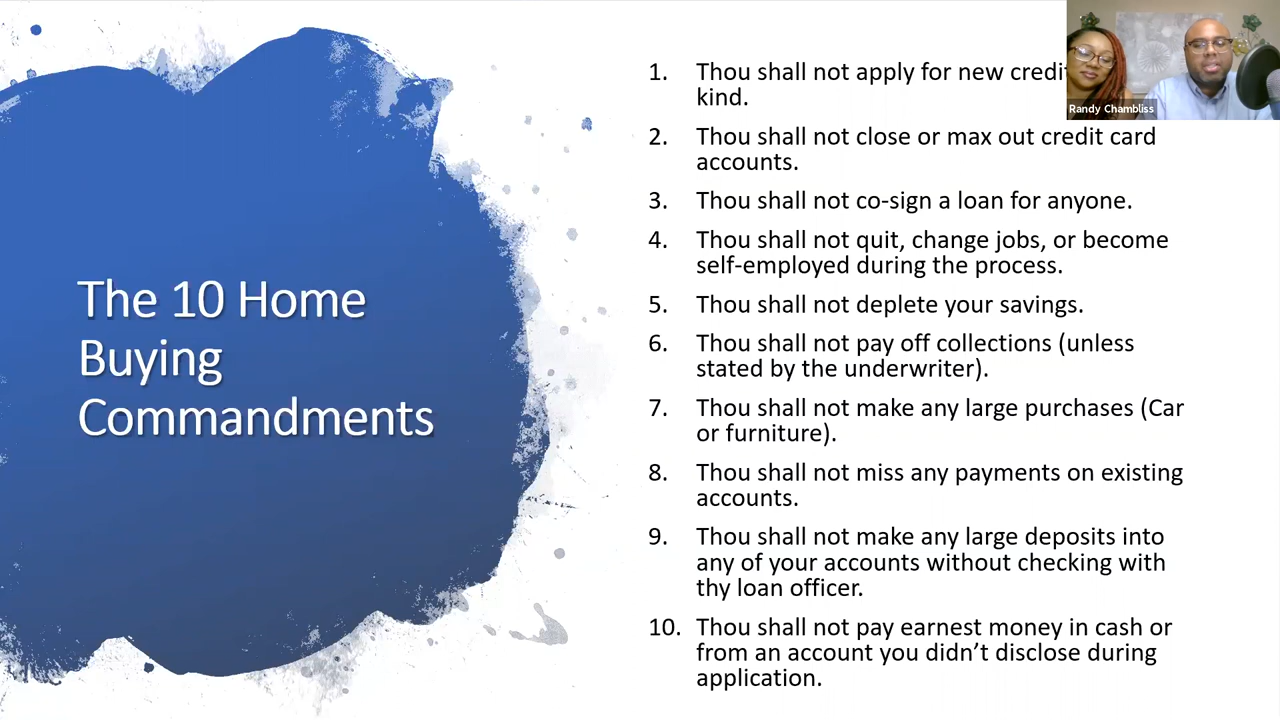 The 10 Home
Buying
Commandments
1. Thou shall not apply for new credit
kind.
2. Thou shall not close or max out credit card
accounts.
3. Thou shall not co-sign a loan for anyone.
4. Thou shall not quit, change jobs, or become
self-employed during the process.
5. Thou shall not deplete your savings.
6. Thou shall not pay off collections (unless
stated by the underwriter).
7. Thou shall not make any large purchases (Car
or furniture).
8. Thou shall not miss any payments on existing
accounts.
9. Thou shall not make any large deposits into
any of your accounts without checking with
thy loan officer.
10. Thou shall not pay earnest money in cash or
from an account you didn’t disclose during
application.
Randy Chambliss